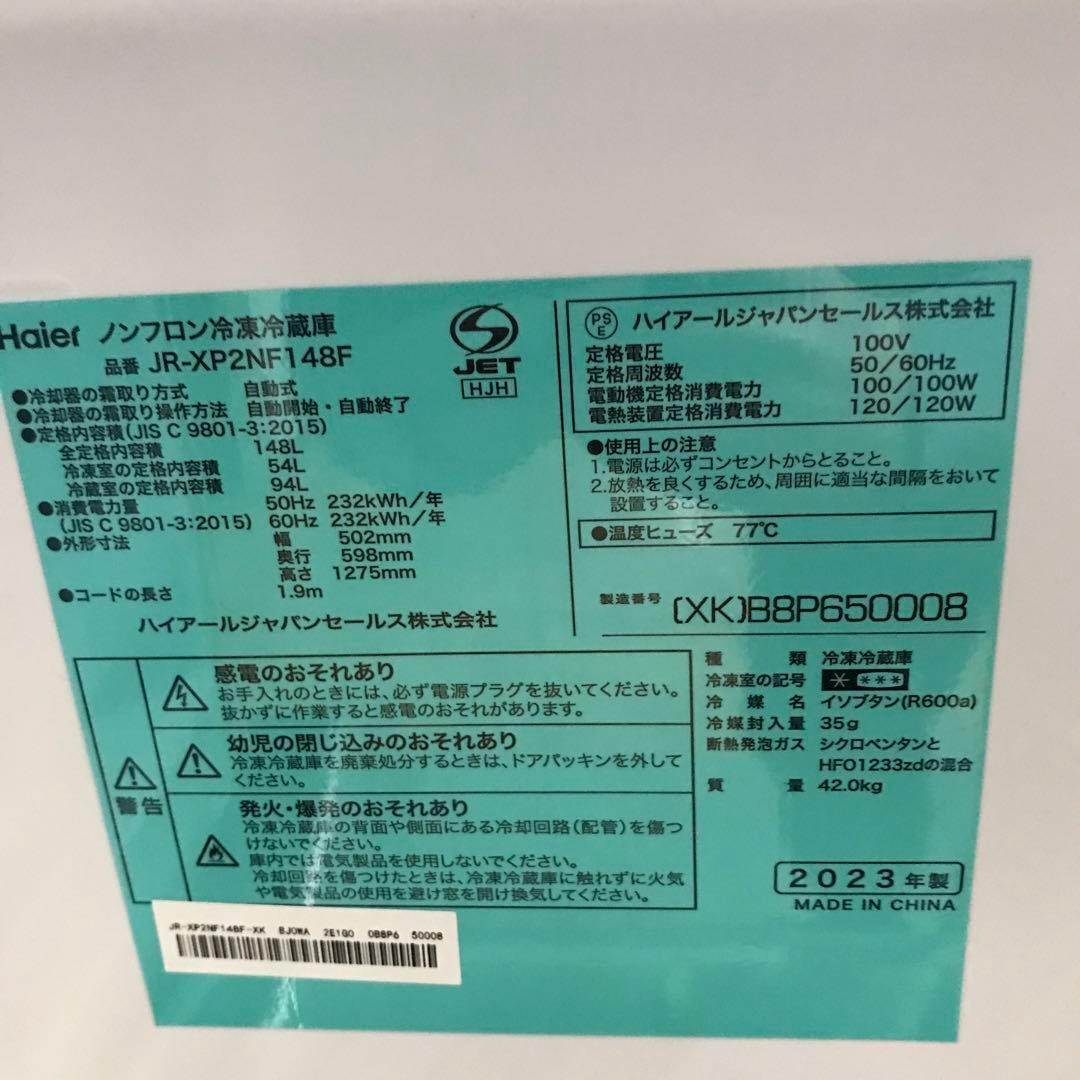 Haier ノンフロン冷凍冷蔵庫
品番 JR-XP2NF148F
JET
HJH
●冷却器の霜取り方式 自動式
●冷却器の霜取り操作方法 自動開始・自動終了
●定格内容積(JIS C 9801-3:2015)
全定格内容積 148L
冷凍室の定格内容積 54L
冷蔵室の定格内容積 94L
●消費電力量 50Hz 232kWh/年
(JIS C 9801-3:2015) 60Hz 232kWh/年
●外形寸法 幅 502mm
奥行 598mm
高さ 1275mm
●コードの長さ 1.9m
ハイアールジャパンセールス株式会社
PSE ハイアールジャパンセールス株式会社
定格電圧 100V
定格周波数 50/60Hz
電動機定格消費電力 100/100W
電熱装置定格消費電力 120/120W
●使用上の注意
1.電源は必ずコンセントからとること。
2.放熱を良くするため、周囲に適当な間隔をおいて
設置すること。
●温度ヒューズ 77℃
製造番号 (XK)B8P650008
種類 冷凍冷蔵庫
冷凍室の記号 * ***
冷媒名 イソブタン(R600a)
冷媒封入量 35g
断熱発泡ガス シクロペンタンと
HFO1233zdの混合
質量 42.0kg
2023年製
MADE IN CHINA
警告
感電のおそれあり
お手入れのときには、必ず電源プラグを抜いてください。
抜かずに作業すると感電のおそれがあります。
幼児の閉じ込みのおそれあり
冷凍冷蔵庫を廃棄処分するときは、ドアパッキンを外して
ください。
発火・爆発のおそれあり
冷凍冷蔵庫の背面や側面にある冷却回路(配管)を傷つ
けないでください。
庫内では電気製品を使用しないでください。
冷却回路を傷つけたときは、冷凍冷蔵庫に触れずに火気
や電気製品の使用を避け窓を開け換気してください。
JR-XP2NF148F-XK BJ0WA 2E1G0 0B8P6 50008